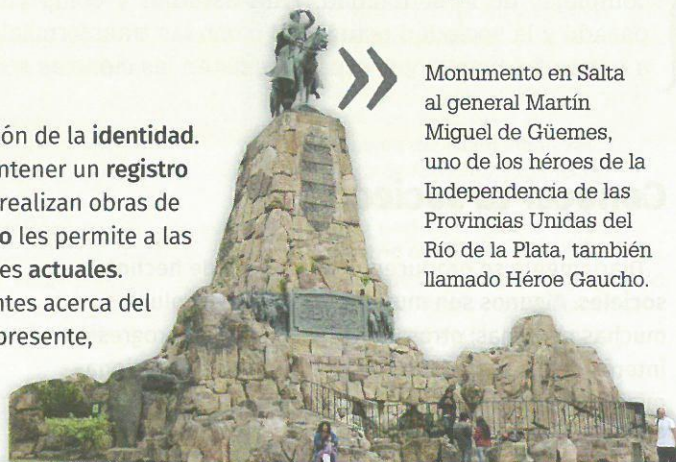 ón de la identidad.
ntener un registro
realizan obras de
o les permite a las
es actuales.
ntes acerca del
presente,
Monumento en Salta
al general Martín
Miguel de Güemes,
uno de los héroes de la
Independencia de las
Provincias Unidas del
Río de la Plata, también
llamado Héroe Gaucho.